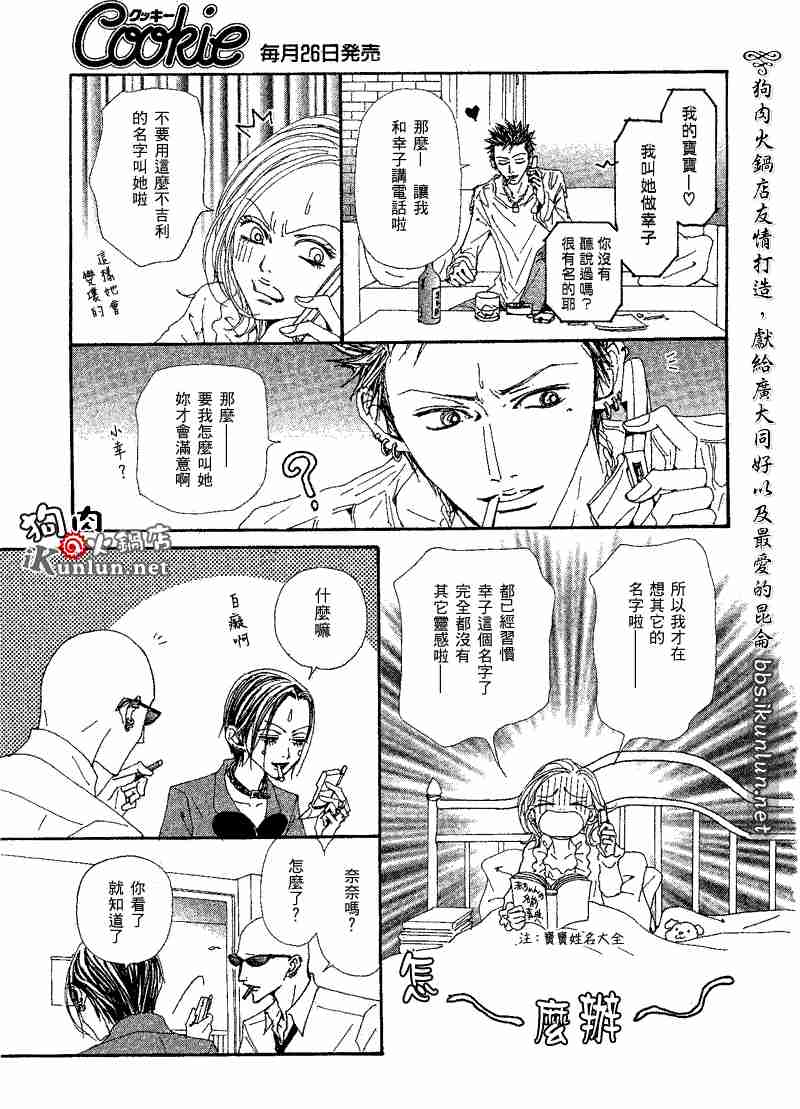 クッキー
Cookie
毎月26日発売
我的寶寶—♡
我叫她做幸子
你沒有
聽說過嗎？
很有名的耶
那麼— 讓我
和幸子講電話啦
不要用這麼不吉利
的名字叫她啦
這樣她會
變壞的
那麼——
要我怎麼叫她
妳才會滿意啊
小幸？
所以我才在
想其它的
名字啦——
都已經習慣
幸子這個名字了
完全都沒有
其它靈感啦——
注：寶寶姓名大全
怎～麼辦～
什麼嘛
白癡啊
奈奈嗎？
怎麼了？
你看了
就知道了
狗肉火鍋店
iKunlun.net
狗肉火鍋店友情打造，獻給廣大同好以及最愛的昆侖
bbs.ikunlun.net